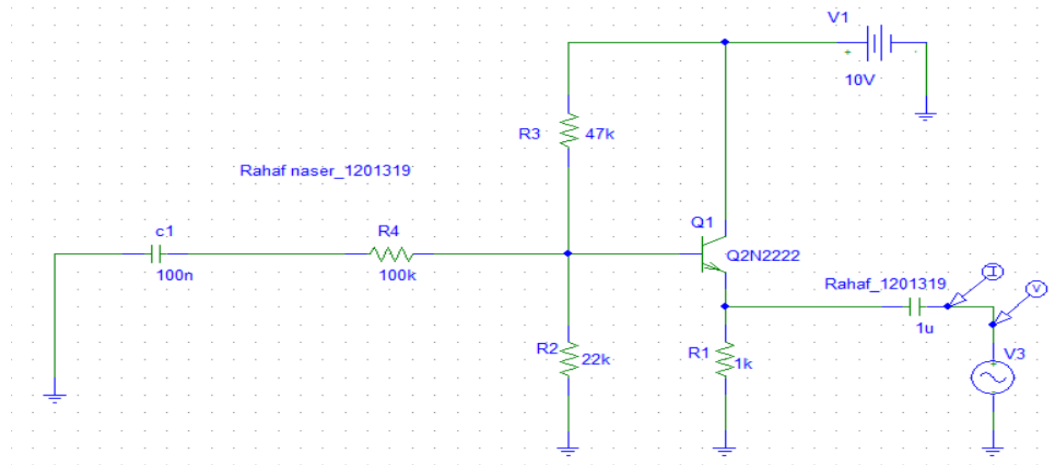 V1
+
-
10V
R3
47k
Rahaf naser_1201319
c1
100n
R4
100k
Q1
Q2N2222
Rahaf_1201319
I
V
1u
R2
22k
R1
1k
V3
+
-